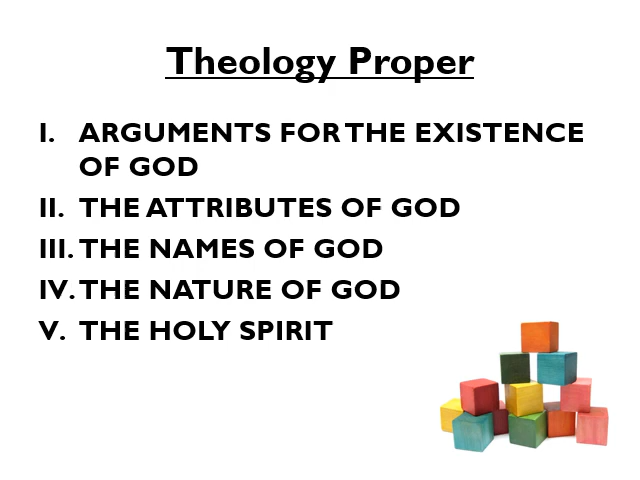 Theology Proper
I. ARGUMENTS FOR THE EXISTENCE
OF GOD
II. THE ATTRIBUTES OF GOD
III. THE NAMES OF GOD
IV. THE NATURE OF GOD
V. THE HOLY SPIRIT